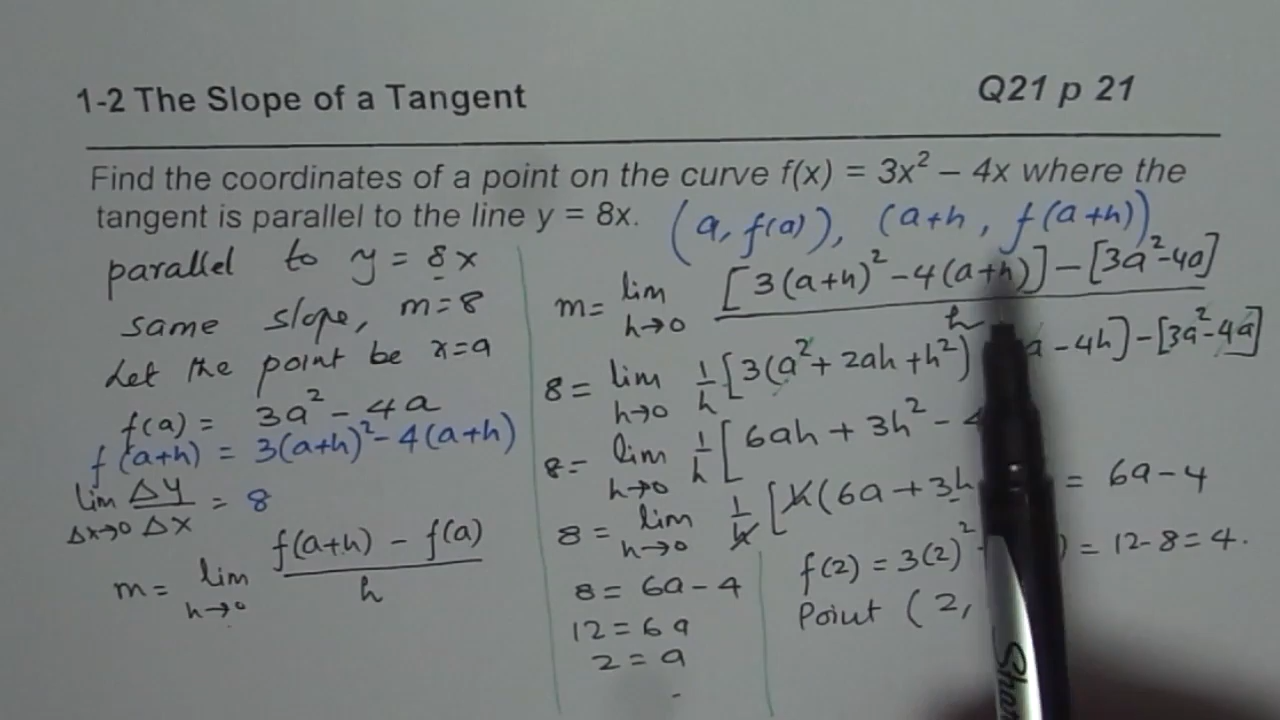 1-2 The Slope of a Tangent
Q21 p 21
Find the coordinates of a point on the curve f(x) = 3x² – 4x where the
tangent is parallel to the line y = 8x.
(a, f(a)), (a+h, f(a+h))
parallel to y = 8x
same slope, m=8
Let the point be x=a
f(a) = 3a² - 4a
f(a+h) = 3(a+h)² - 4(a+h)
lim Δx→0 Δy/Δx = 8
m = lim h→0 (f(a+h) - f(a))/h
m = lim h→0 ([3(a+h)² - 4(a+h)] - [3a² - 4a])/h
8 = lim h→0 1/h [3(a² + 2ah + h²) a - 4h] - [3a² - 4a]
8 = lim h→0 1/h [6ah + 3h² - 4
8 = lim h→0 1/h [h(6a + 3h = 6a - 4
8 = 6a - 4
12 = 6a
2 = a
f(2) = 3(2)² ) = 12 - 8 = 4.
Point (2,
Shar